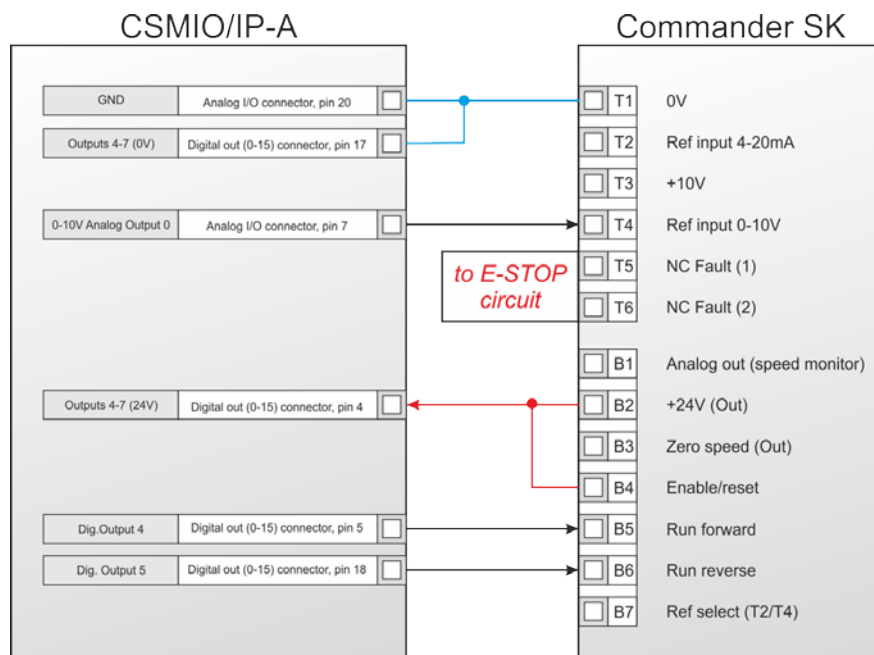 CSMIO/IP-A
Commander SK
GND
Analog I/O connector, pin 20
T1
0V
Outputs 4-7 (0V)
Digital out (0-15) connector, pin 17
T2
Ref input 4-20mA
T3
+10V
0-10V Analog Output 0
Analog I/O connector, pin 7
T4
Ref input 0-10V
to E-STOP
circuit
T5
NC Fault (1)
T6
NC Fault (2)
B1
Analog out (speed monitor)
Outputs 4-7 (24V)
Digital out (0-15) connector, pin 4
B2
+24V (Out)
B3
Zero speed (Out)
B4
Enable/reset
Dig.Output 4
Digital out (0-15) connector, pin 5
B5
Run forward
Dig. Output 5
Digital out (0-15) connector, pin 18
B6
Run reverse
B7
Ref select (T2/T4)